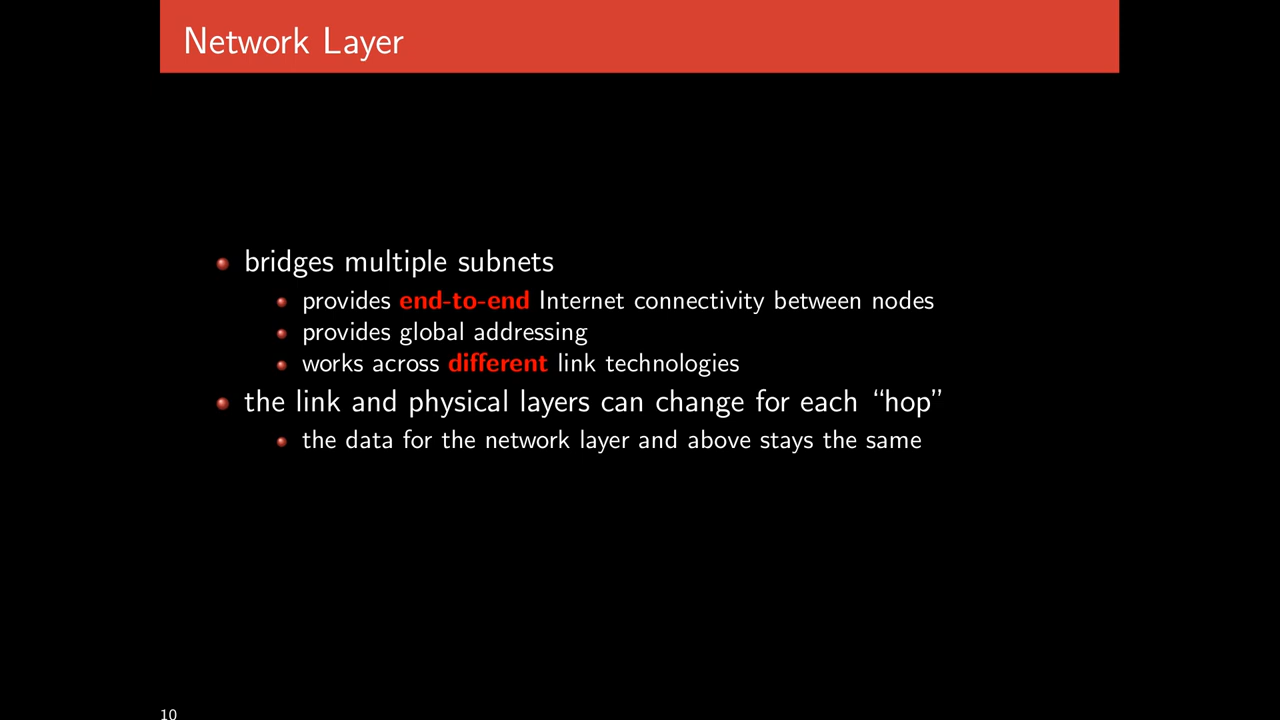 Network Layer
bridges multiple subnets
provides end-to-end Internet connectivity between nodes
provides global addressing
works across different link technologies
the link and physical layers can change for each “hop”
the data for the network layer and above stays the same
10